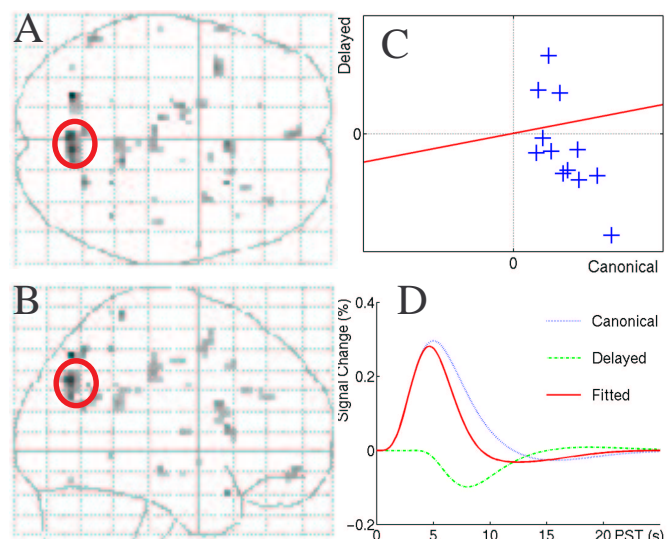 A
Delayed
C
0
0
Canonical
B
D
Signal Change (%)
0.4
0.2
0
−0.2
Canonical
Delayed
Fitted
0
5
10
15
20
PST (s)